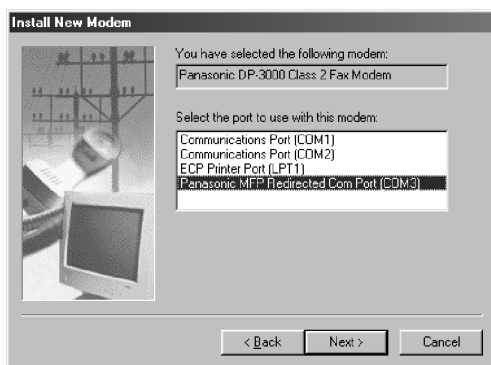 Install New Modem
You have selected the following modem:
Panasonic DP-3000 Class 2 Fax Modem
Select the port to use with this modem:
Communications Port (COM1)
Communications Port (COM2)
ECP Printer Port (LPT1)
Panasonic MFP Redirected Com Port (COM3)
< Back
Next >
Cancel